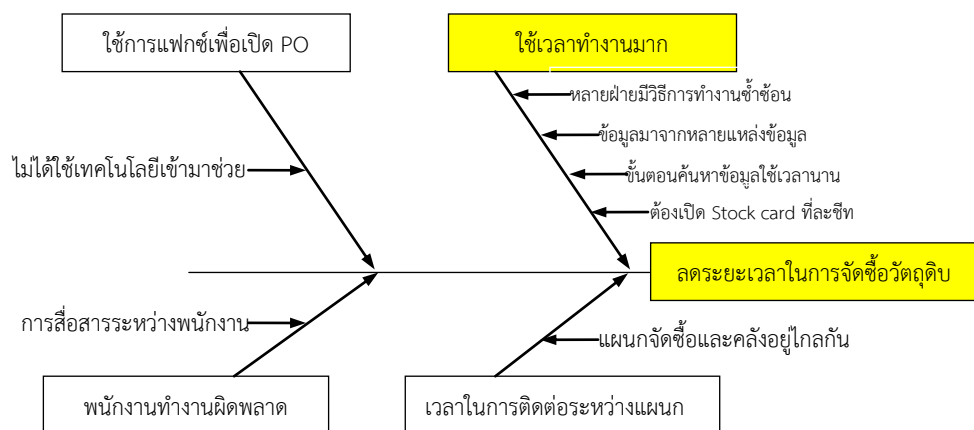 ใช้การแฟกซ์เพื่อเปิด PO
ใช้เวลาทำงานมาก
หลายฝ่ายมีวิธีการทำงานซ้ำซ้อน
ข้อมูลมาจากหลายแหล่งข้อมูล
ไม่ได้ใช้เทคโนโลยีเข้ามาช่วย
ขั้นตอนค้นหาข้อมูลใช้เวลานาน
ต้องเปิด Stock card ที่ละชีท
ลดระยะเวลาในการจัดซื้อวัตถุดิบ
การสื่อสารระหว่างพนักงาน
แผนกจัดซื้อและคลังอยู่ไกลกัน
พนักงานทำงานผิดพลาด
เวลาในการติดต่อระหว่างแผนก